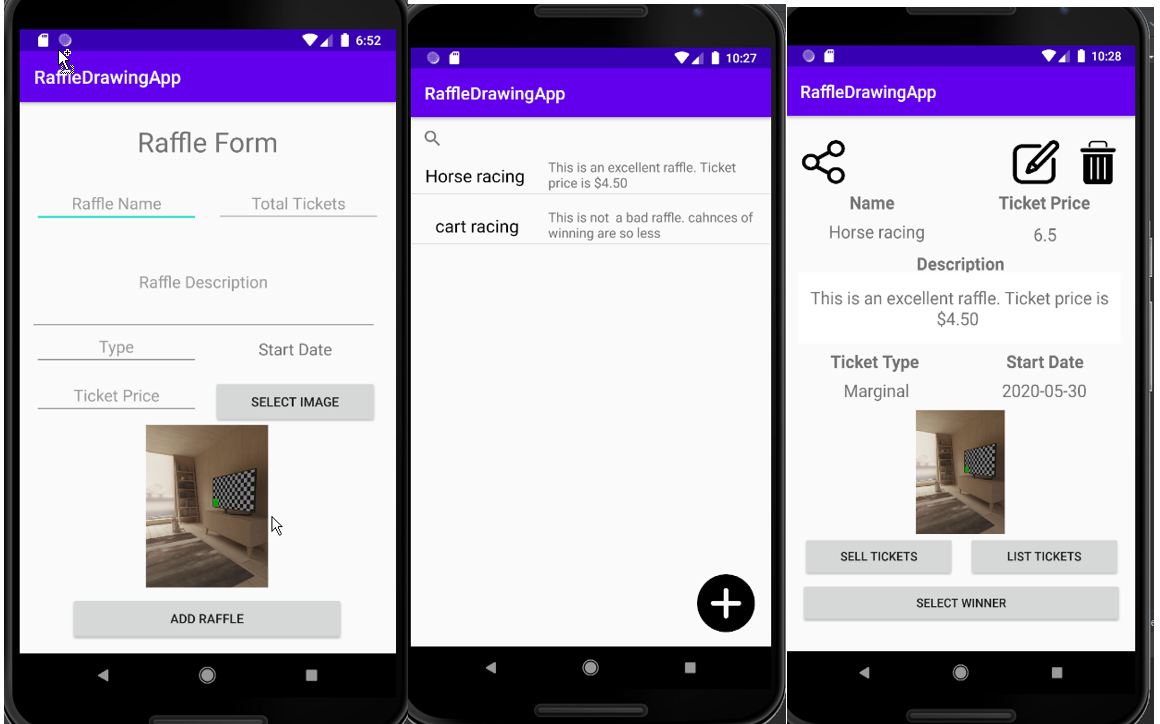 6:52
RaffleDrawingApp
Raffle Form
Raffle Name
Total Tickets
Raffle Description
Type
Start Date
Ticket Price
SELECT IMAGE
ADD RAFFLE
10:27
RaffleDrawingApp
Horse racing
This is an excellent raffle. Ticket
price is $4.50
cart racing
This is not  a bad raffle. cahnces of
winning are so less
10:28
RaffleDrawingApp
Name
Ticket Price
Horse racing
6.5
Description
This is an excellent raffle. Ticket price is
$4.50
Ticket Type
Start Date
Marginal
2020-05-30
SELL TICKETS
LIST TICKETS
SELECT WINNER